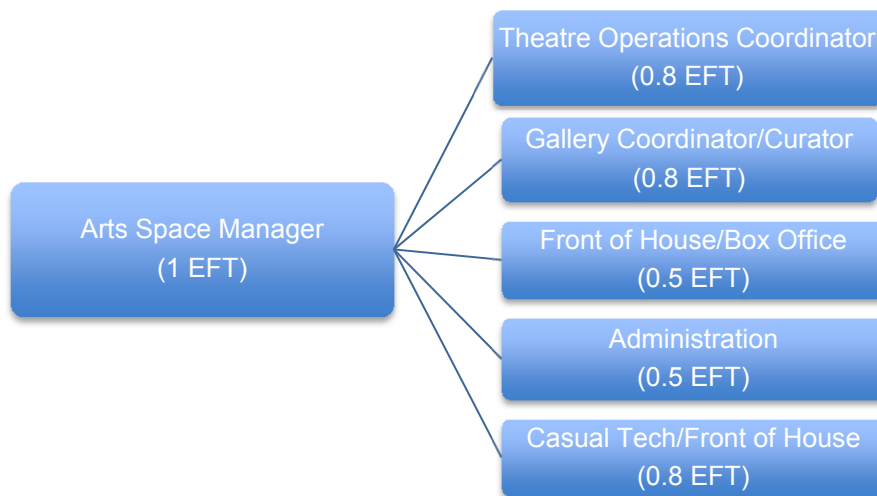 Arts Space Manager
(1 EFT)
Theatre Operations Coordinator
(0.8 EFT)
Gallery Coordinator/Curator
(0.8 EFT)
Front of House/Box Office
(0.5 EFT)
Administration
(0.5 EFT)
Casual Tech/Front of House
(0.8 EFT)